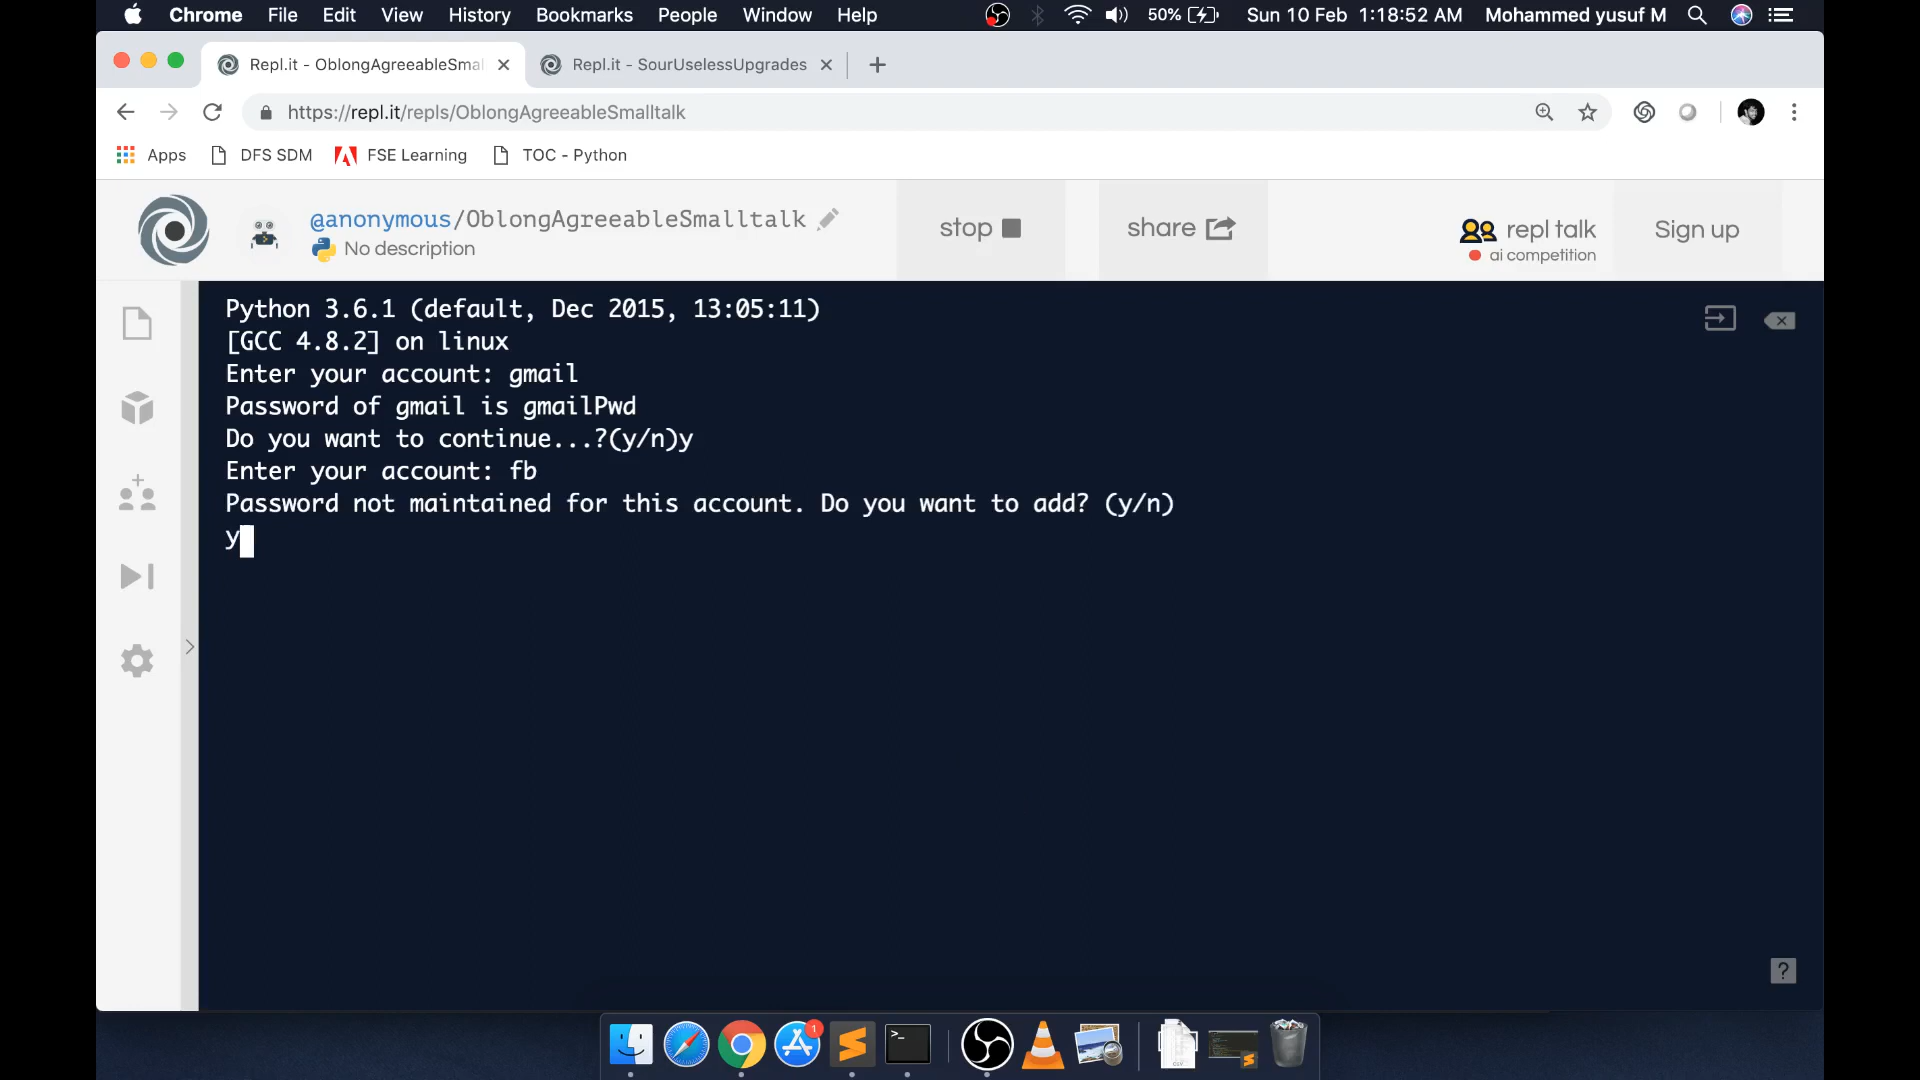 Chrome File Edit View History Bookmarks People Window Help 50% Sun 10 Feb 1:18:52 AM Mohammed yusuf M
Repl.it - OblongAgreeableSmal Repl.it - SourUselessUpgrades
https://repl.it/repls/OblongAgreeableSmalltalk
Apps DFS SDM FSE Learning TOC - Python
@anonymous/OblongAgreeableSmalltalk stop share repl talk Sign up
No description ai competition
Python 3.6.1 (default, Dec 2015, 13:05:11)
[GCC 4.8.2] on linux
Enter your account: gmail
Password of gmail is gmailPwd
Do you want to continue...?(y/n)y
Enter your account: fb
Password not maintained for this account. Do you want to add? (y/n)
y
?
1
>_